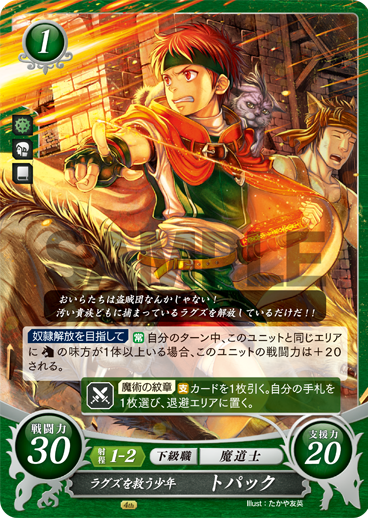 1
SAMPLE
おいらたちは盗賊団なんかじゃない!
汚い貴族どもに捕まっているラグズを解放しているだけだ!!
奴隷解放を目指して 常 自分のターン中、このユニットと同じエリア
に の味方が1体以上いる場合、このユニットの戦闘力は+20
される。
魔術の紋章 支 カードを1枚引く。自分の手札を
1枚選び、退避エリアに置く。
戦闘力
30
射程 1-2 下級職 魔道士
支援力
20
ラグズを救う少年 トパック
4th
Illust:たかや友英